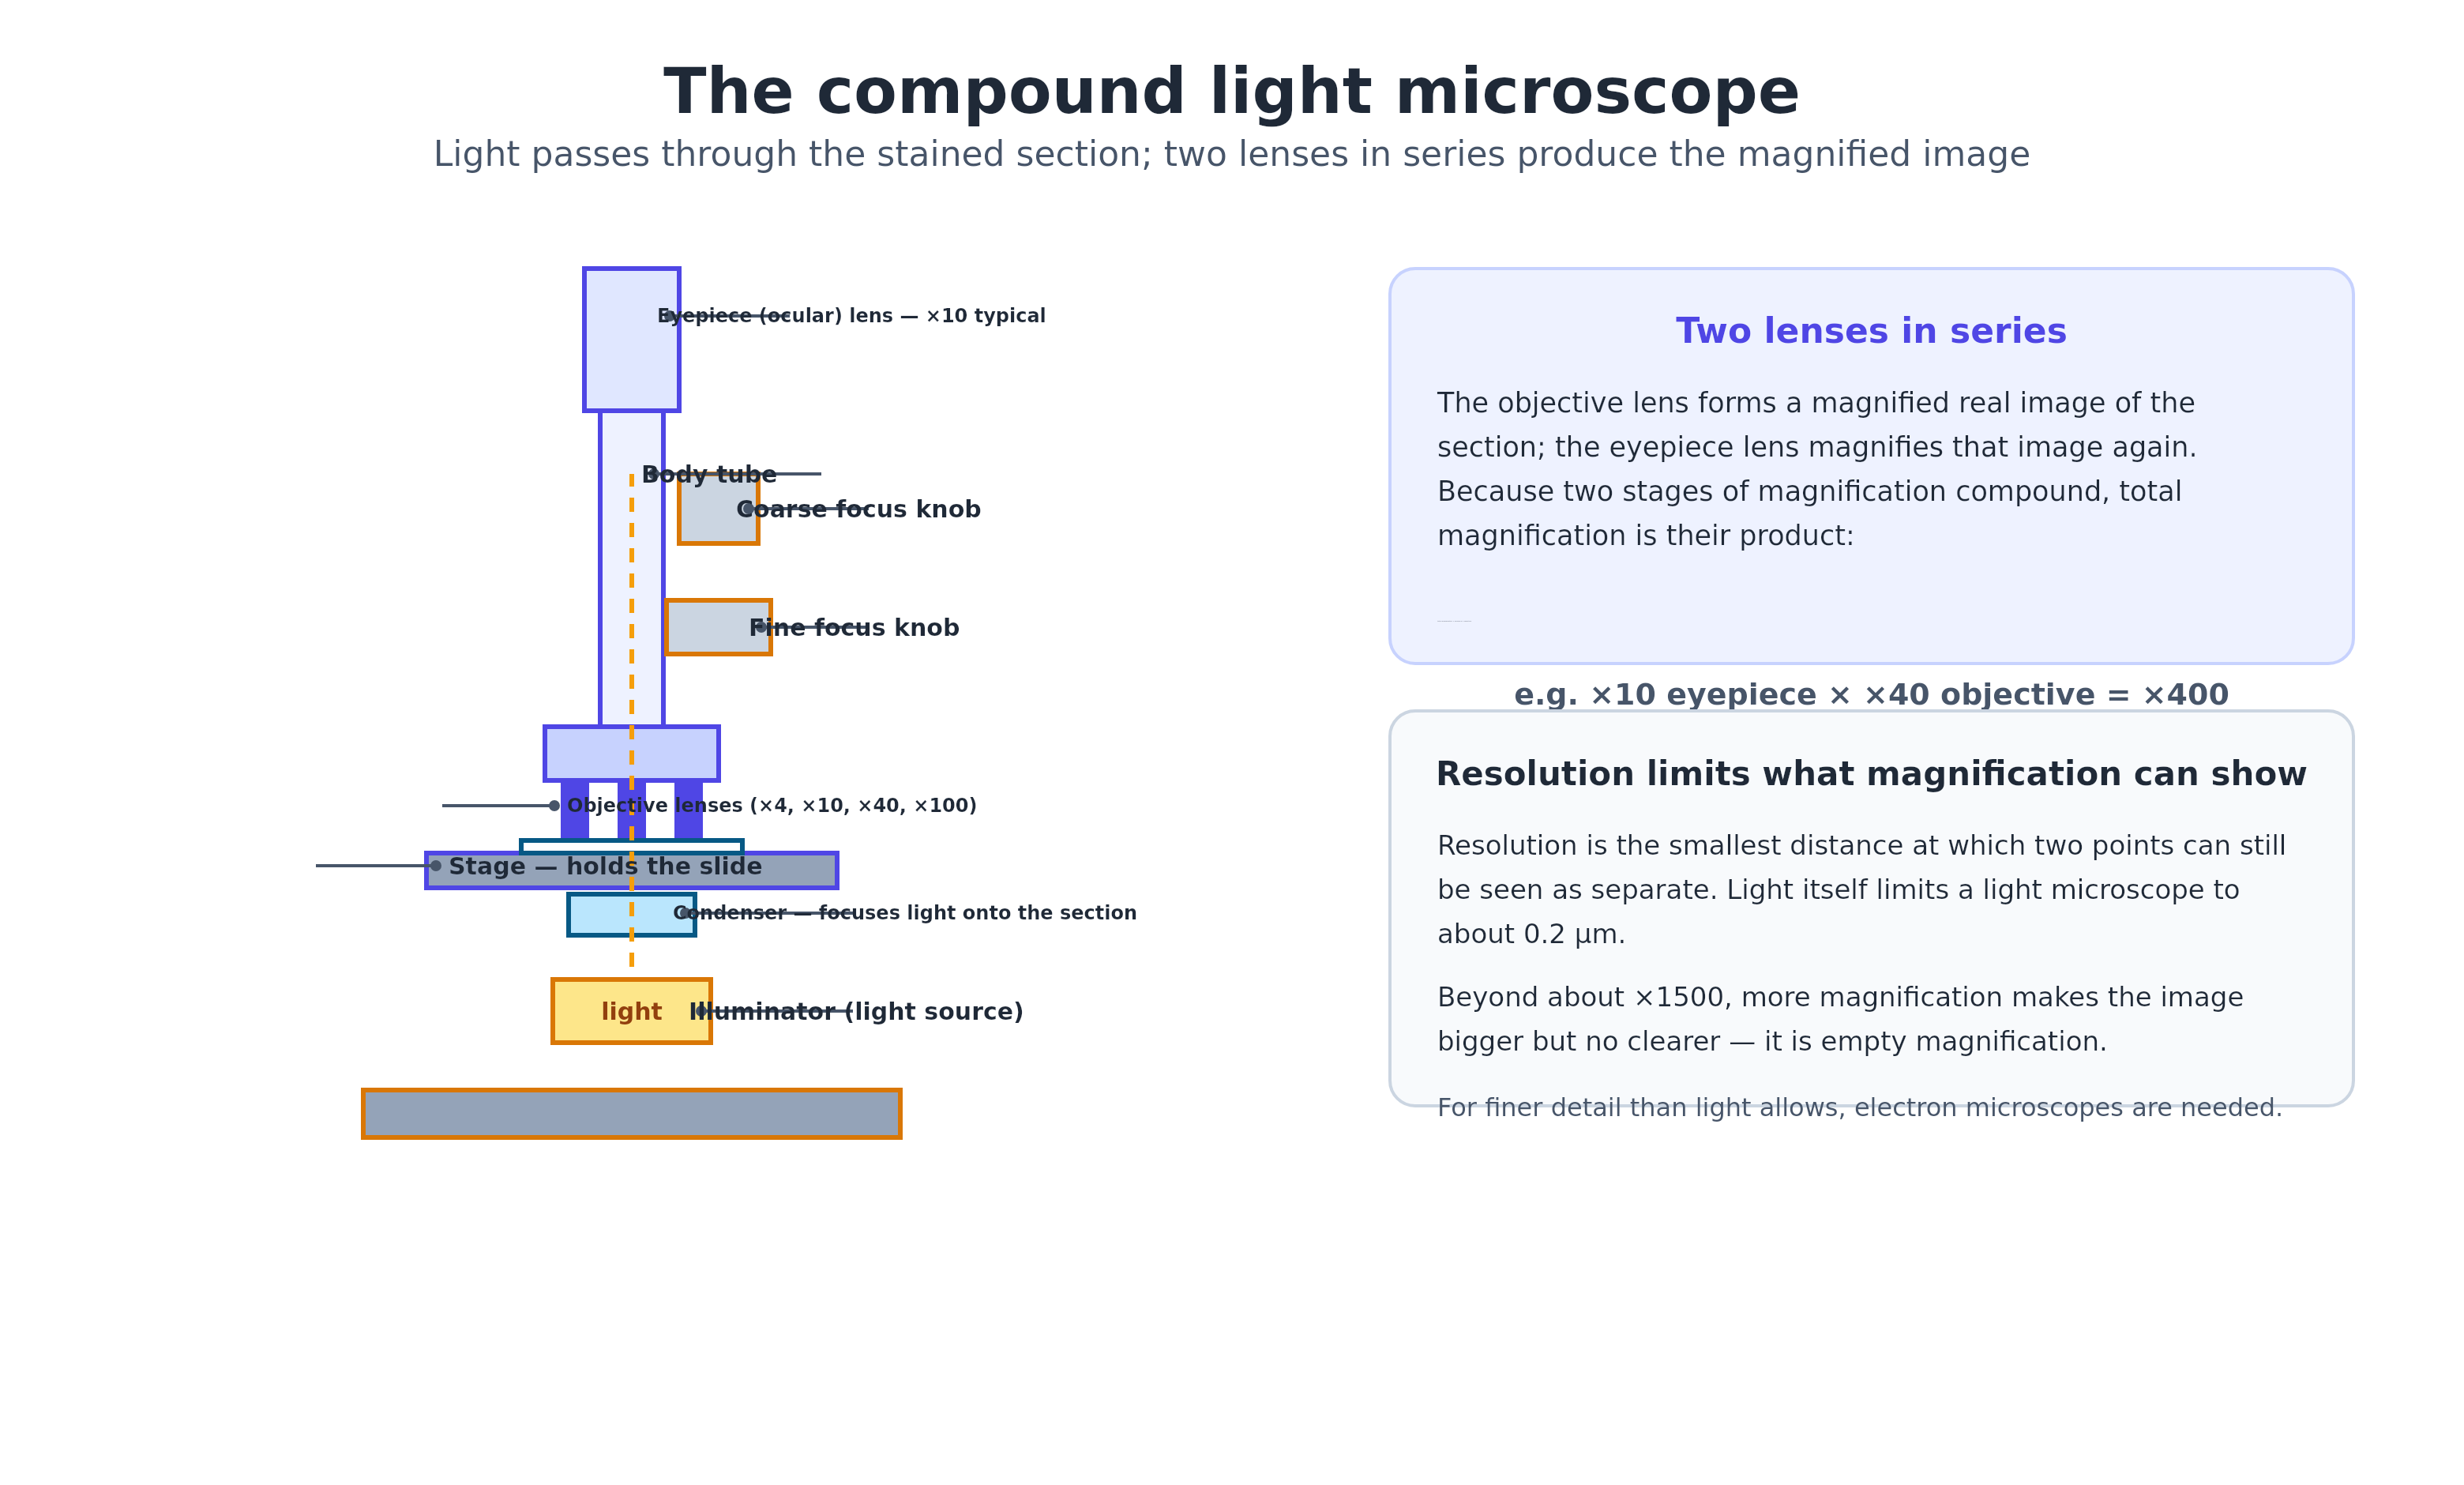 The compound light microscope
Light passes through the stained section; two lenses in series produce the magnified image
Eyepiece (ocular) lens — ×10 typical
Body tube
Coarse focus knob
Fine focus knob
Objective lenses (×4, ×10, ×40, ×100)
Stage — holds the slide
Condenser — focuses light onto the section
light
Illuminator (light source)
Two lenses in series
The objective lens forms a magnified real image of the
section; the eyepiece lens magnifies that image again.
Because two stages of magnification compound, total
magnification is their product:
e.g. ×10 eyepiece × ×40 objective = ×400
Resolution limits what magnification can show
Resolution is the smallest distance at which two points can still
be seen as separate. Light itself limits a light microscope to
about 0.2 µm.
Beyond about ×1500, more magnification makes the image
bigger but no clearer — it is empty magnification.
For finer detail than light allows, electron microscopes are needed.